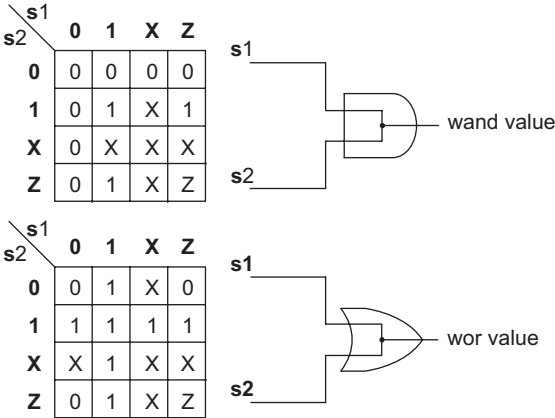 s1
s2 0 1 X Z
0 0 0 0 0
1 0 1 X 1
X 0 X X X
Z 0 1 X Z
s1
s2
wand value
s1
s2 0 1 X Z
0 0 1 X 0
1 1 1 1 1
X X 1 X X
Z 0 1 X Z
s1
s2
wor value